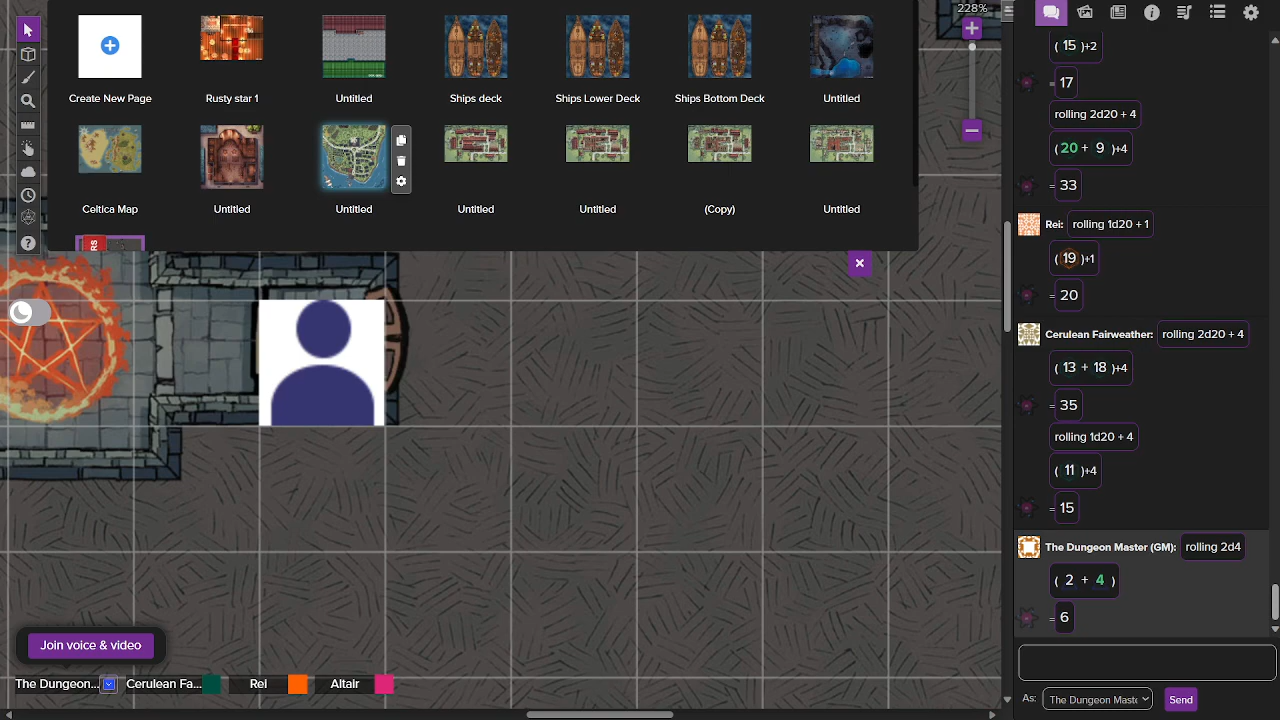 228%
Create New Page
Rusty star 1
Untitled
Ships deck
Ships Lower Deck
Ships Bottom Deck
Untitled
Celtica Map
Untitled
Untitled
Untitled
Untitled
(Copy)
Untitled
RS
(15)+2
=17
rolling 2d20 + 4
(20 + 9)+4
=33
Rei: rolling 1d20 + 1
(19)+1
=20
Cerulean Fairweather: rolling 2d20 + 4
(13 + 18)+4
=35
rolling 1d20 + 4
(11)+4
=15
The Dungeon Master (GM): rolling 2d4
(2 + 4)
=6
Join voice & video
The Dungeon... Cerulean Fa... Rei Altair
As: The Dungeon Maste Send